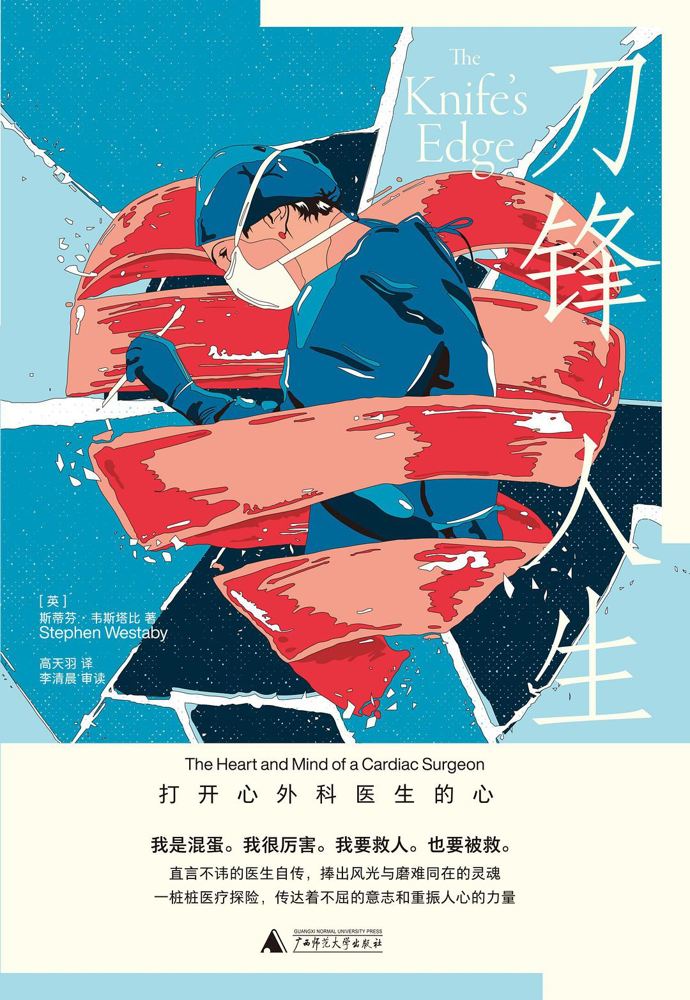 The
Knife's
Edge
刀锋人生
[ 英 ]
斯蒂芬·韦斯塔比 著
Stephen Westaby
高天羽 译
李清晨 审读
The Heart and Mind of a Cardiac Surgeon
打开心外科医生的心
我是混蛋。我很厉害。我要救人。也要被救。
直言不讳的医生自传，捧出风光与磨难同在的灵魂
一桩桩医疗探险，传达着不屈的意志和重振人心的力量
GUANGXI NORMAL UNIVERSITY PRESS
广西师范大学出版社